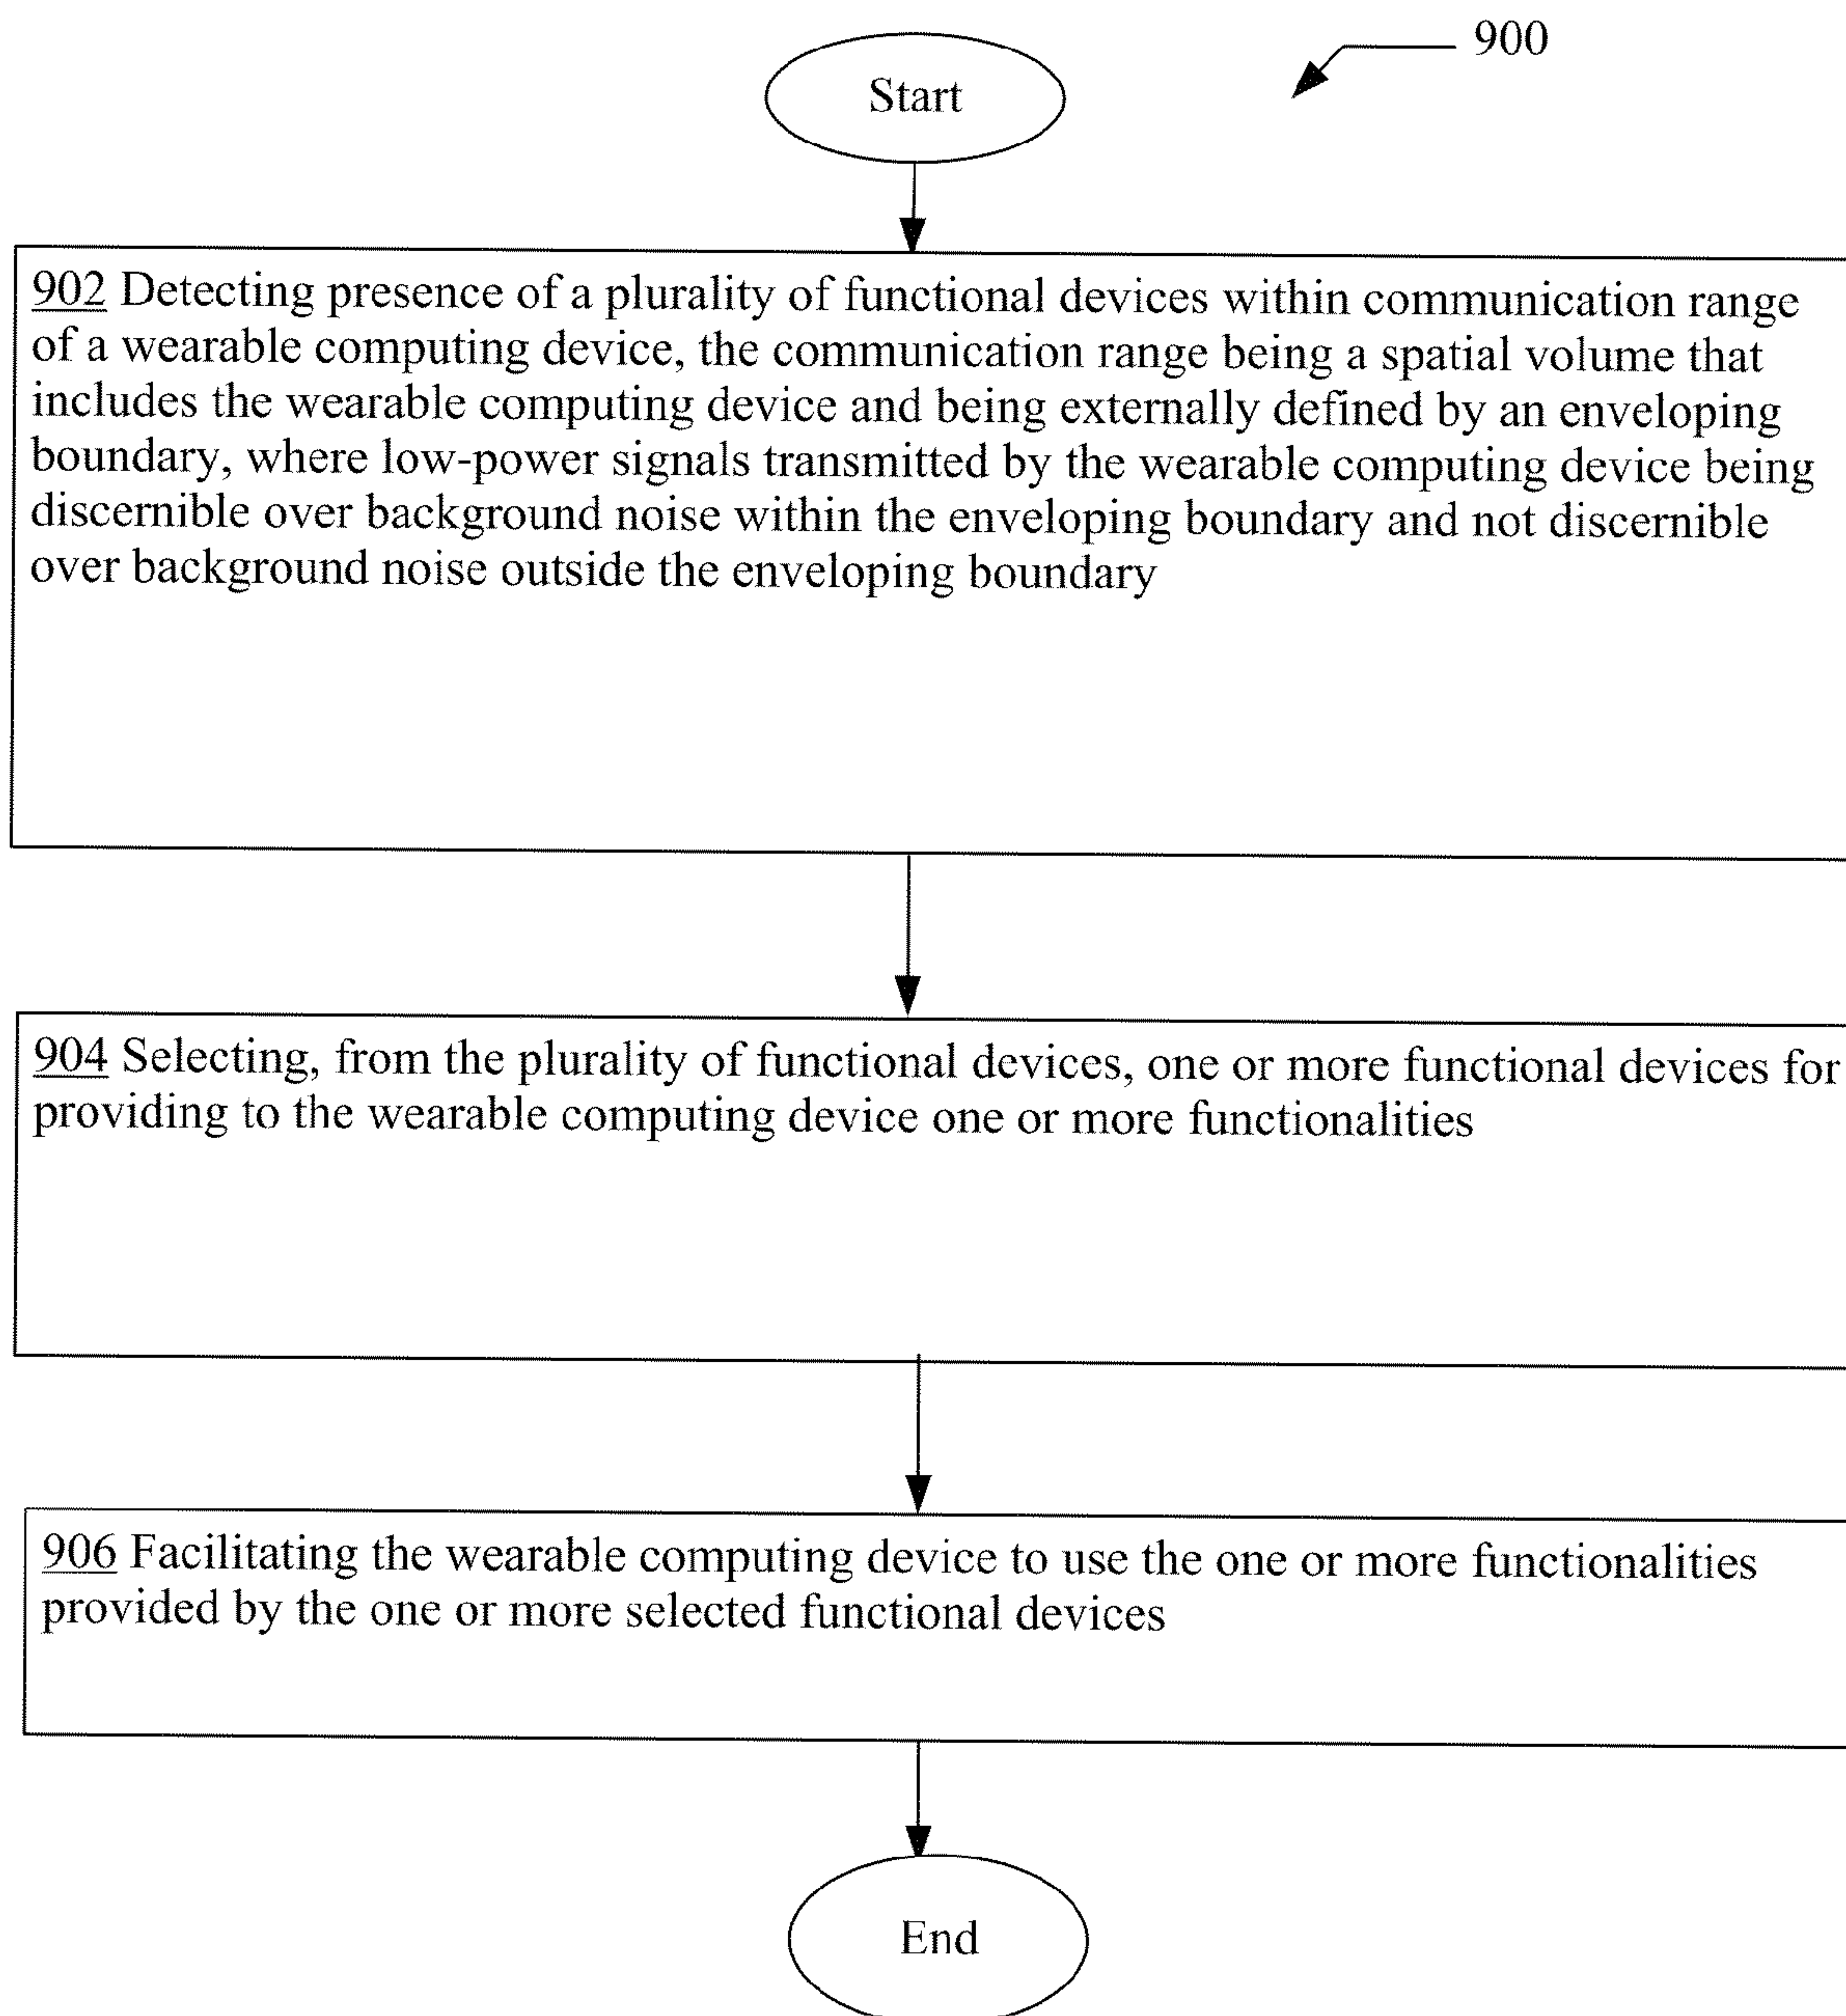 900
Start
902 Detecting presence of a plurality of functional devices within communication range
of a wearable computing device, the communication range being a spatial volume that
includes the wearable computing device and being externally defined by an enveloping
boundary, where low-power signals transmitted by the wearable computing device being
discernible over background noise within the enveloping boundary and not discernible
over background noise outside the enveloping boundary
904 Selecting, from the plurality of functional devices, one or more functional devices for
providing to the wearable computing device one or more functionalities
906 Facilitating the wearable computing device to use the one or more functionalities
provided by the one or more selected functional devices
End